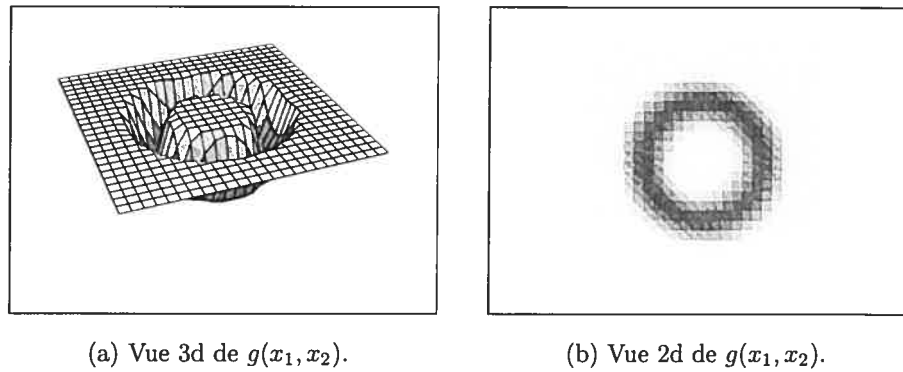 (a) Vue 3d de g(x₁, x₂).
(b) Vue 2d de g(x₁, x₂).